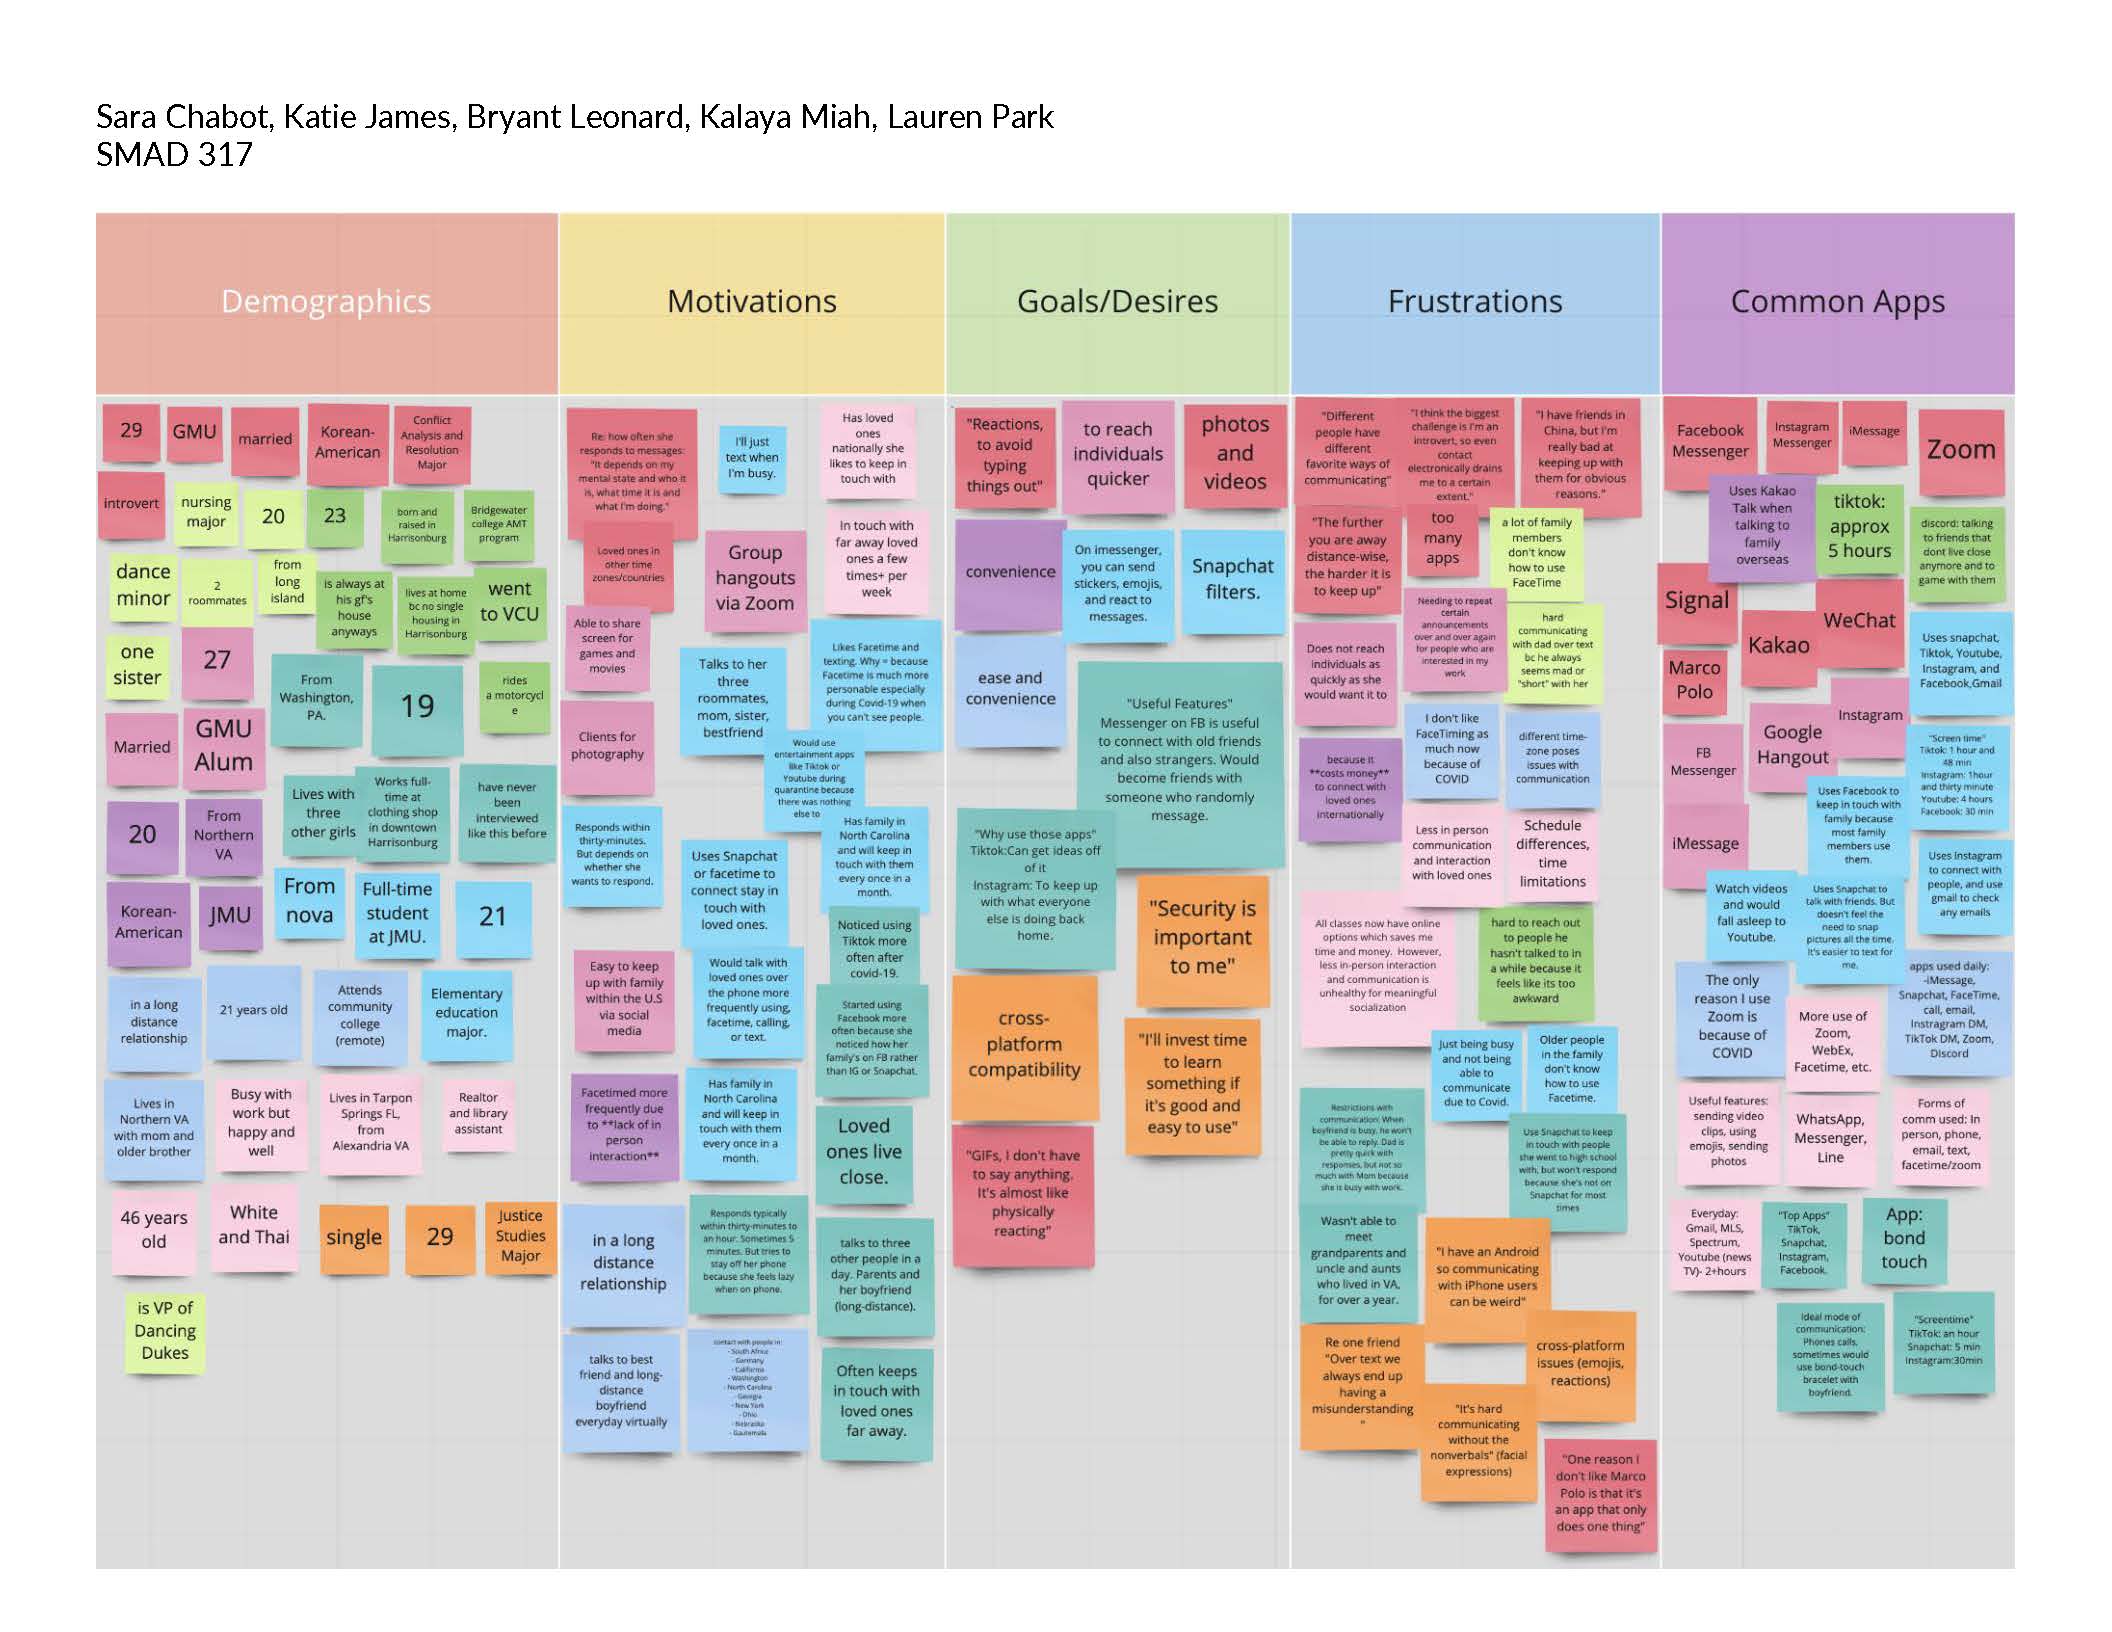 Sara Chabot, Katie James, Bryant Leonard, Kalaya Miah, Lauren Park
SMAD 317
Demographics
Motivations
Goals/Desires
Frustrations
Common Apps
29
GMU
married
Korean-
American
Conflict
Analysis and
Resolution
Major
introvert
nursing
major
20
23
born and
raised in
Harrisonburg
Bridgewater
college AMT
program
dance
minor
2
roommates
from
long
island
is always at
his gf's
house
anyways
lives at home
bc no single
housing in
Harrisonburg
went
to VCU
one
sister
27
From
Washington,
PA.
19
rides
a motorcycl
e
Married
GMU
Alum
Lives with
three
other girls
Works full-
time at
clothing shop
in downtown
Harrisonburg
have never
been
interviewed
like this before
20
From
Northern
VA
Korean-
American
JMU
From
nova
Full-time
student
at JMU.
21
in a long
distance
relationship
21 years old
Attends
community
college
(remote)
Elementary
education
major.
Lives in
Northern VA
with mom and
older brother
Busy with
work but
happy and
well
Lives in Tarpon
Springs FL,
from
Alexandria VA
Realtor
and library
assistant
46 years
old
White
and Thai
single
29
Justice
Studies
Major
is VP of
Dancing
Dukes
Re: how often she
responds to messages:
"It depends on my
mental state and who it
is, what time it is and
what I'm doing."
I'll just
text when
I'm busy.
Has loved
ones
nationally she
likes to keep in
touch with
Loved ones in
other time
zones/countries
Group
hangouts
via Zoom
In touch with
far away loved
ones a few
times+ per
week
Able to share
screen for
games and
movies
Talks to her
three
roommates,
mom, sister,
bestfriend
Likes Facetime and
texting. Why = because
Facetime is much more
personable especially
during Covid-19 when
you can't see people.
Clients for
photography
Would use
entertainment apps
like Tiktok or
Youtube during
quarantine because
there was nothing
else to
Responds within
thirty-minutes.
But depends on
whether she
wants to respond.
Uses Snapchat
or facetime to
connect stay in
touch with
loved ones.
Has family in
North Carolina
and will keep in
touch with them
every once in a
month.
Noticed using
Tiktok more
often after
covid-19.
Easy to keep
up with family
within the U.S
via social
media
Would talk with
loved ones over
the phone more
frequently using,
facetime, calling,
or text.
Started using
Facebook more
often because she
noticed how her
family's on FB rather
than IG or Snapchat.
Facetimed more
frequently due
to **lack of in
person
interaction**
Has family in
North Carolina
and will keep in
touch with them
every once in a
month.
Loved
ones live
close.
in a long
distance
relationship
Responds typically
within thirty-minutes to
an hour. Sometimes 5
minutes. But tries to
stay off her phone
because she feels lazy
when on phone.
talks to three
other people in a
day. Parents and
her boyfriend
(long-distance).
talks to best
friend and long-
distance
boyfriend
everyday virtually
contact with people in:
- South Africa
- Germany
- California
- Washington
- North Carolina
- Georgia
- New York
- Ohio
- Nebraska
- Gautemala
Often keeps
in touch with
loved ones
far away.
"Reactions,
to avoid
typing
things out"
to reach
individuals
quicker
photos
and
videos
convenience
On imessenger,
you can send
stickers, emojis,
and react to
messages.
Snapchat
filters.
ease and
convenience
"Useful Features"
Messenger on FB is useful
to connect with old friends
and also strangers. Would
become friends with
someone who randomly
message.
"Why use those apps"
Tiktok:Can get ideas off
of it
Instagram: To keep up
with what everyone
else is doing back
home.
"Security is
important
to me"
cross-
platform
compatibility
"I'll invest time
to learn
something if
it's good and
easy to use"
"GIFs, I don't have
to say anything.
It's almost like
physically
reacting"
"Different
people have
different
favorite ways of
communicating"
"I think the biggest
challenge is I'm an
introvert, so even
contact
electronically drains
me to a certain
extent."
"I have friends in
China, but I'm
really bad at
keeping up with
them for obvious
reasons."
"The further
you are away
distance-wise,
the harder it is
to keep up"
too
many
apps
a lot of family
members
don't know
how to use
FaceTime
Does not reach
individuals as
quickly as she
would want it to
Needing to repeat
certain
announcements
over and over again
for people who are
interested in my
work
hard
communicating
with dad over text
bc he always
seems mad or
"short" with her
because it
**costs money**
to connect with
loved ones
internationally
I don't like
FaceTiming as
much now
because of
COVID
different time-
zone poses
issues with
communication
Less in person
communication
and interaction
with loved ones
Schedule
differences,
time
limitations
All classes now have online
options which saves me
time and money. However,
less in-person interaction
and communication is
unhealthy for meaningful
socialization
hard to reach out
to people he
hasn't talked to in
a while because it
feels like its too
awkward
Just being busy
and not being
able to
communicate
due to Covid.
Older people
in the family
don't know
how to use
Facetime.
Restrictions with
communication: When
boyfriend is busy, he won't
be able to reply. Dad is
pretty quick with
responses, but not so
much with Mom because
she is busy with work.
Use Snapchat to keep
in touch with people
she went to high school
with, but won't respond
because she's not on
Snapchat for most
times
Wasn't able to
meet
grandparents and
uncle and aunts
who lived in VA,
for over a year.
"I have an Android
so communicating
with iPhone users
can be weird"
Re one friend
"Over text we
always end up
having a
misunderstanding
"
cross-platform
issues (emojis,
reactions)
"It's hard
communicating
without the
nonverbals" (facial
expressions)
"One reason I
don't like Marco
Polo is that it's
an app that only
does one thing"
Facebook
Messenger
Instagram
Messenger
iMessage
Zoom
Uses Kakao
Talk when
talking to
family
overseas
tiktok:
approx
5 hours
discord: talking
to friends that
dont live close
anymore and to
game with them
Signal
Kakao
WeChat
Uses snapchat,
Tiktok, Youtube,
Instagram, and
Facebook,Gmail
Marco
Polo
Instagram
FB
Messenger
Google
Hangout
"Screen time"
Tiktok: 1 hour and
48 min
Instagram: 1hour
and thirty minute
Youtube: 4 hours
Facebook: 30 min
Uses Facebook to
keep in touch with
family because
most family
members use
them.
iMessage
Uses Instagram
to connect with
people, and use
gmail to check
any emails
Watch videos
and would
fall asleep to
Youtube.
Uses Snapchat to
talk with friends. But
doesn't feel the
need to snap
pictures all the time.
It's easier to text for
me.
The only
reason I use
Zoom is
because of
COVID
More use of
Zoom,
WebEx,
Facetime, etc.
apps used daily:
-iMessage,
Snapchat, FaceTime,
call, email,
Instragram DM,
TikTok DM, Zoom,
Discord
Useful features:
sending video
clips, using
emojis, sending
photos
WhatsApp,
Messenger,
Line
Forms of
comm used: In
person, phone,
email, text,
facetime/zoom
Everyday:
Gmail, MLS,
Spectrum,
Youtube (news
TV)- 2+hours
"Top Apps"
TikTok,
Snapchat,
Instagram,
Facebook.
App:
bond
touch
Ideal mode of
communication:
Phones calls,
sometimes would
use bond-touch
bracelet with
boyfriend.
"Screentime"
TikTok: an hour
Snapchat: 5 min
Instagram:30min